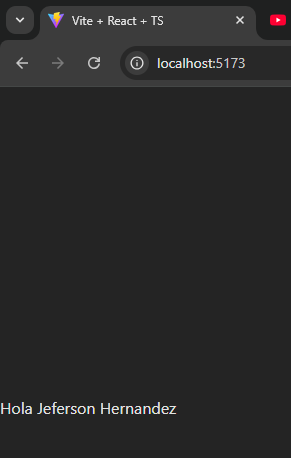 Vite + React + TS
localhost:5173
Hola Jeferson Hernandez